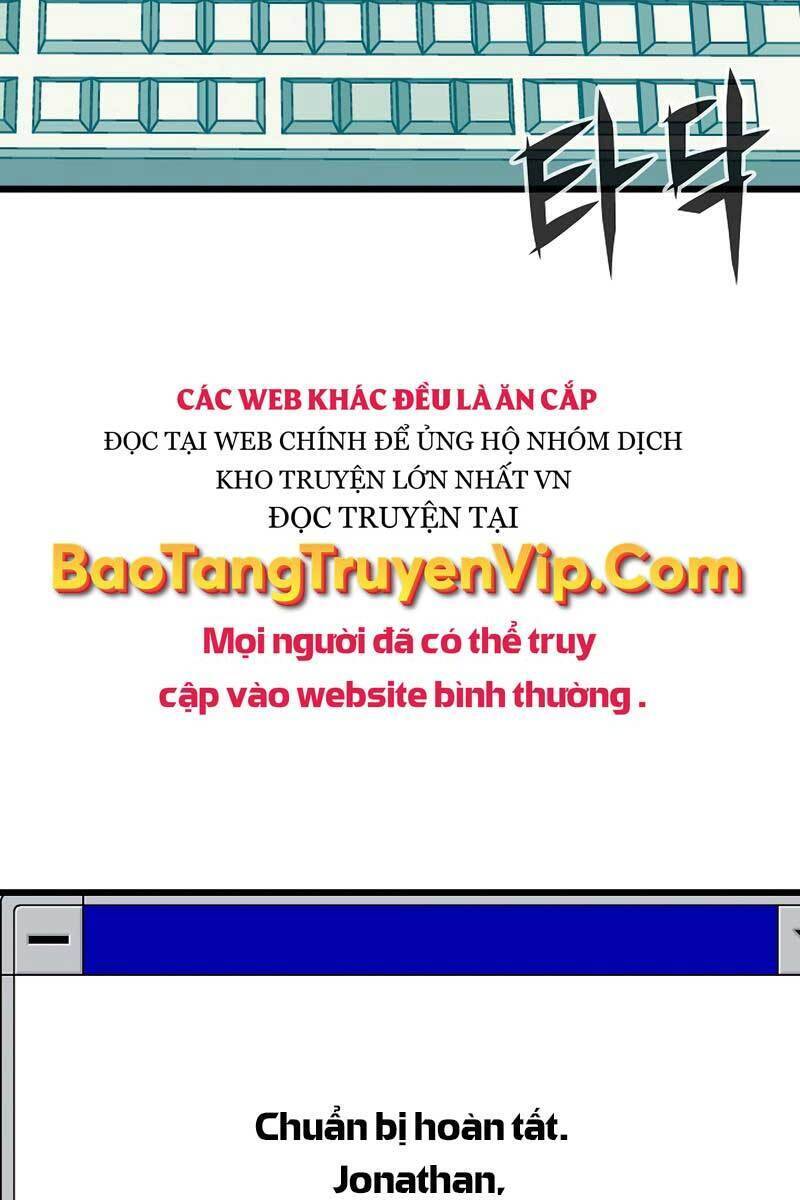 타닥
CÁC WEB KHÁC ĐỀU LÀ ĂN CẮP
ĐỌC TẠI WEB CHÍNH ĐỂ ỦNG HỘ NHÓM DỊCH
KHO TRUYỆN LỚN NHẤT VN
ĐỌC TRUYỆN TẠI
BaoTangTruyenVip.Com
Mọi người đã có thể truy
cập vào website bình thường .
Chuẩn bị hoàn tất.
Jonathan,